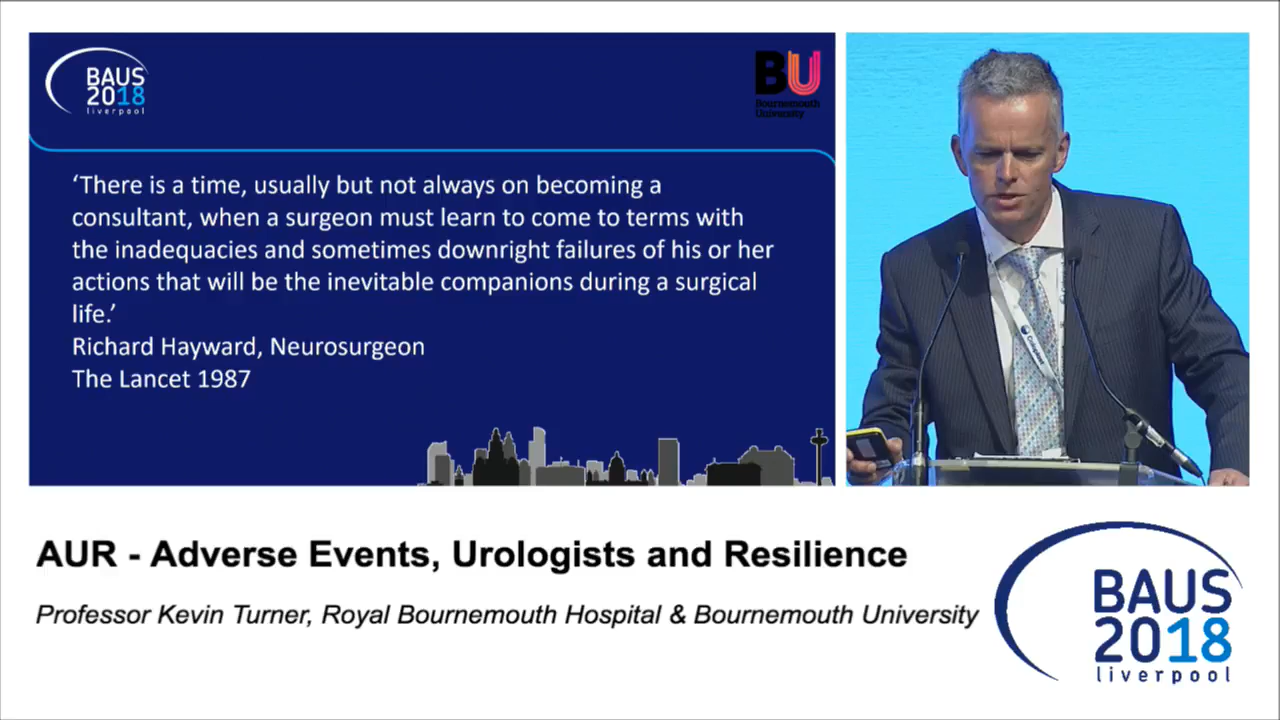 BAUS
2018
liverpool
BU
Bournemouth
University
‘There is a time, usually but not always on becoming a
consultant, when a surgeon must learn to come to terms with
the inadequacies and sometimes downright failures of his or her
actions that will be the inevitable companions during a surgical
life.’
Richard Hayward, Neurosurgeon
The Lancet 1987
AUR - Adverse Events, Urologists and Resilience
Professor Kevin Turner, Royal Bournemouth Hospital & Bournemouth University
BAUS
2018
liverpool